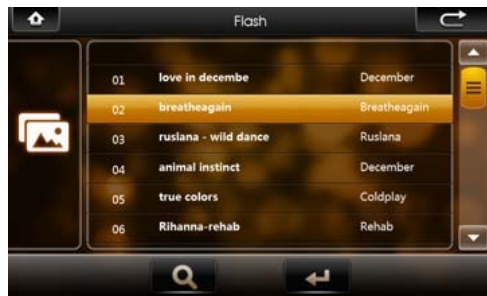 Flash
01 love in decembe December
02 breatheagain Breatheagain
03 ruslana - wild dance Ruslana
04 animal instinct December
05 true colors Coldplay
06 Rihanna-rehab Rehab